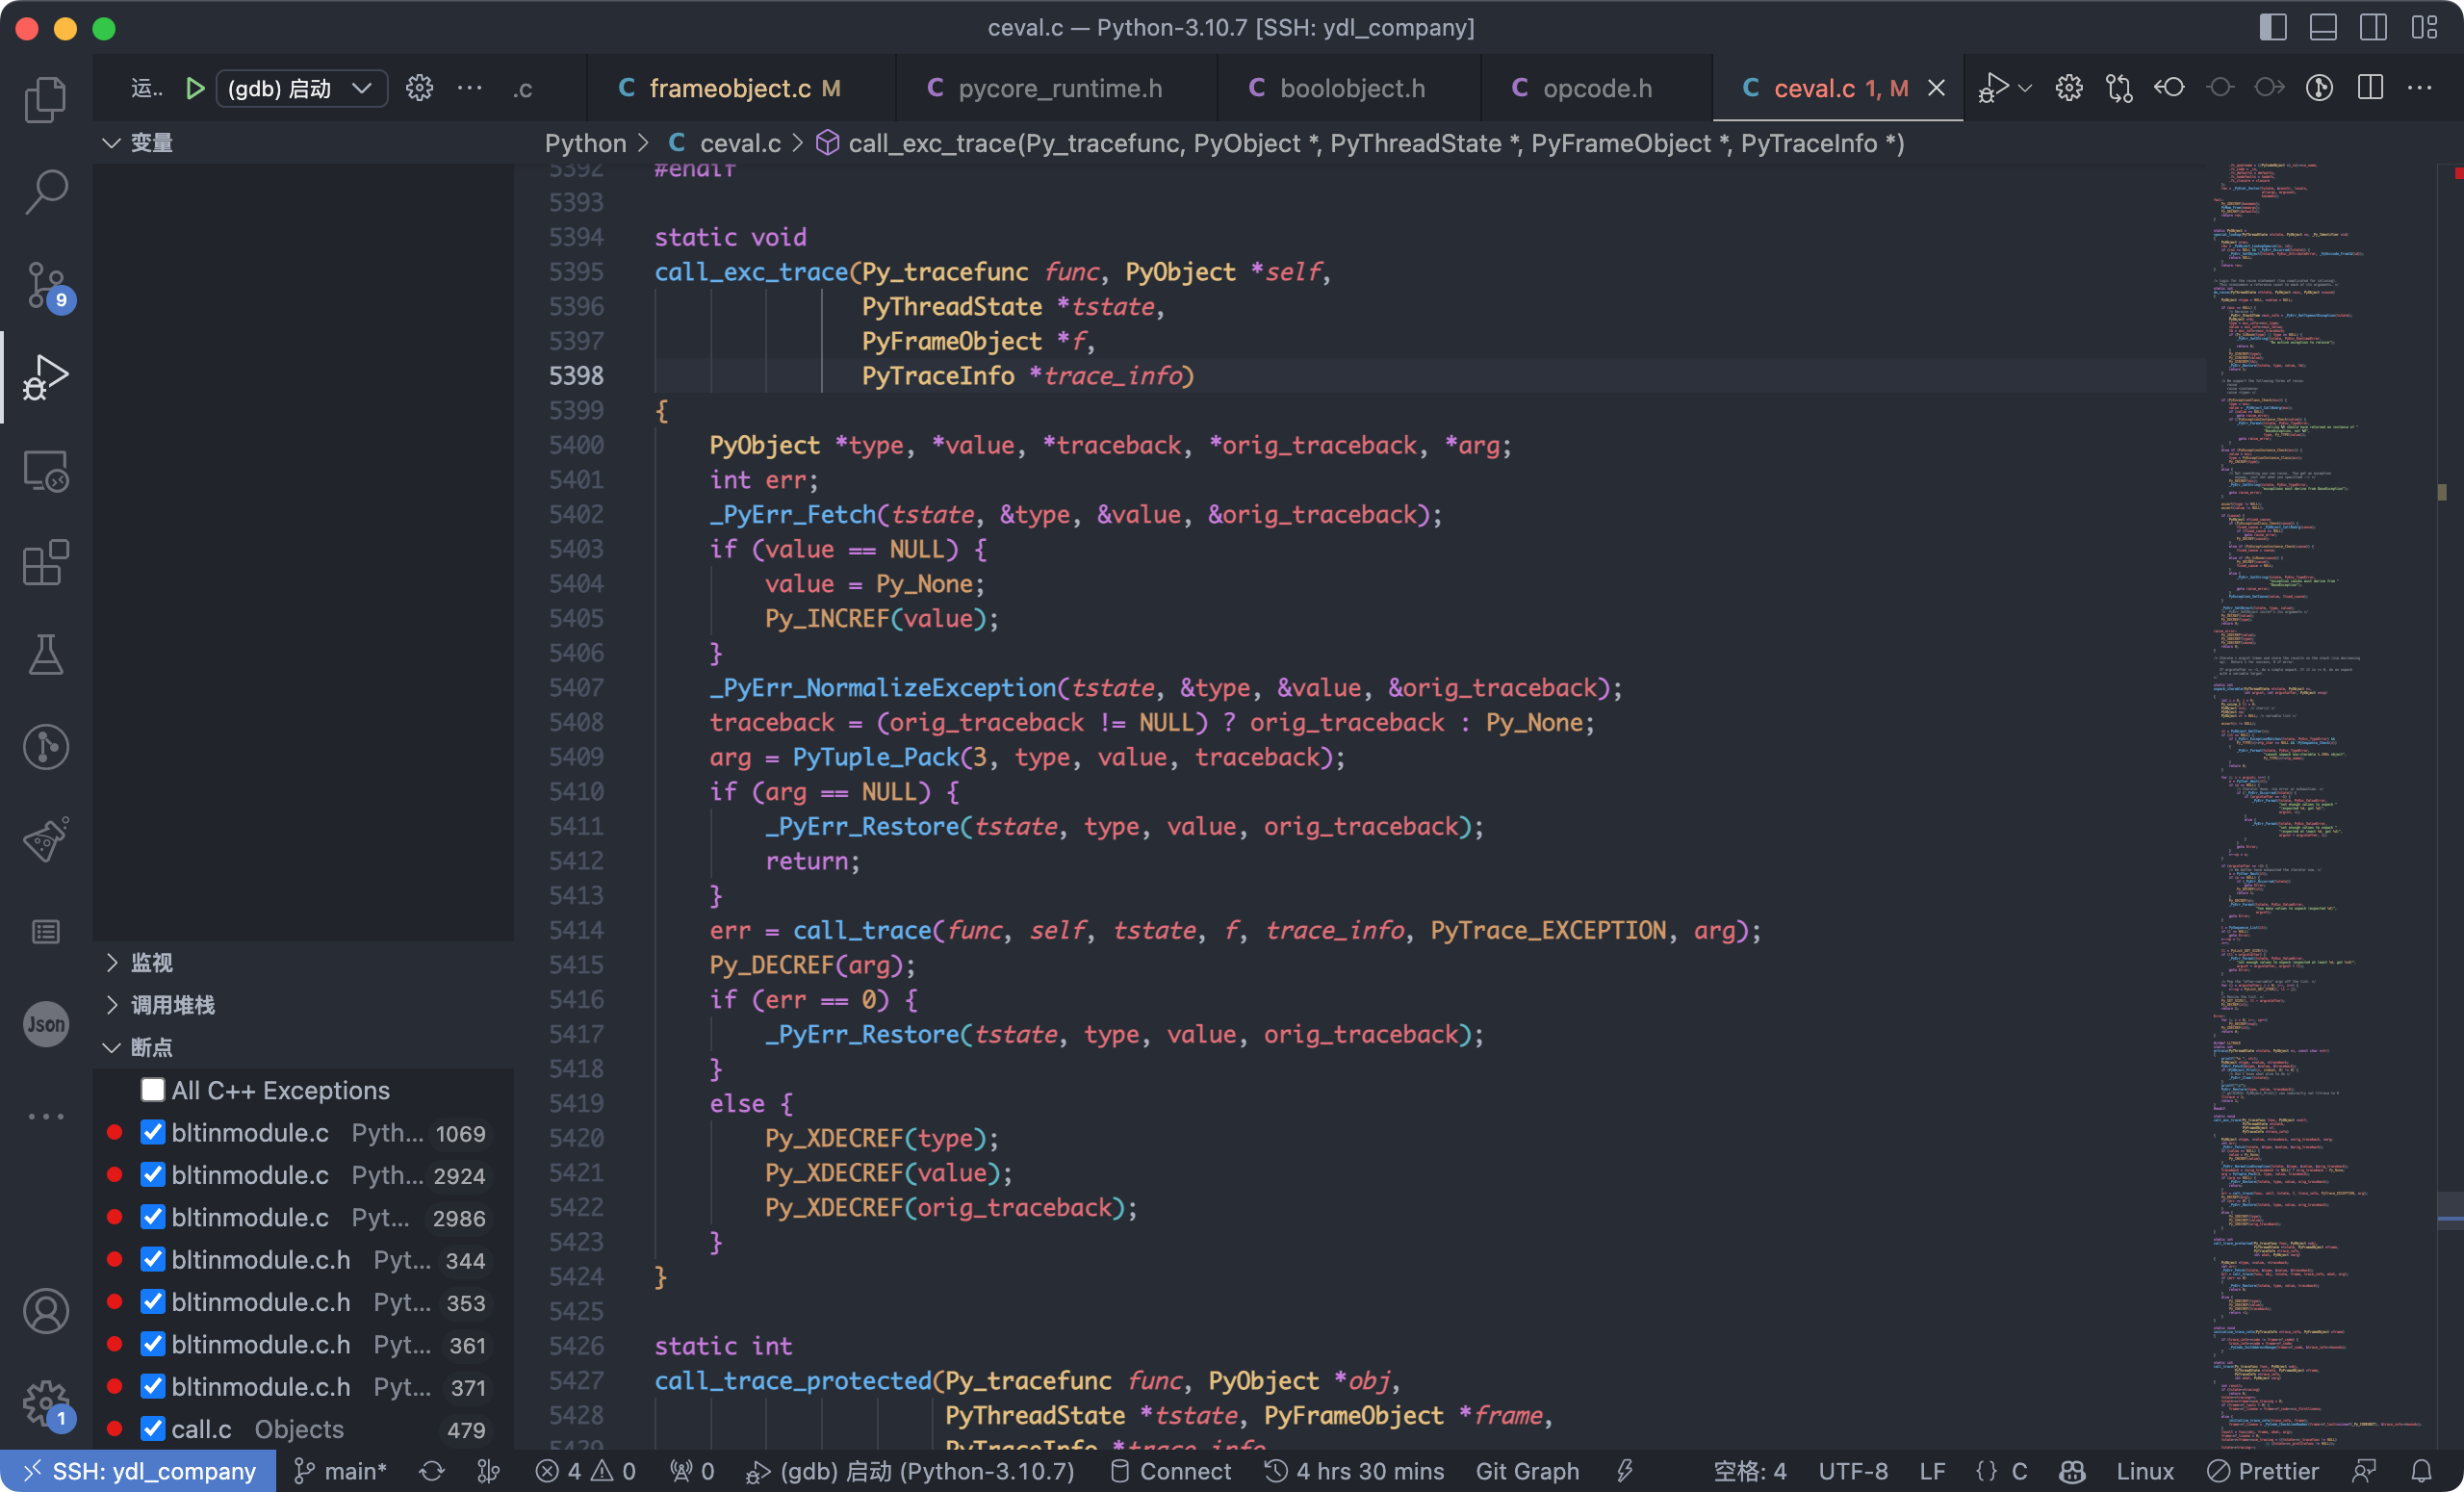 ceval.c — Python-3.10.7 [SSH: ydl_company]
运.. (gdb) 启动 ··· .c C frameobject.c M C pycore_runtime.h C boolobject.h C opcode.h C ceval.c 1, M
变量
Python > C ceval.c > call_exc_trace(Py_tracefunc, PyObject *, PyThreadState *, PyFrameObject *, PyTraceInfo *)
5392 #endif
5393
5394 static void
5395 call_exc_trace(Py_tracefunc func, PyObject *self,
5396 PyThreadState *tstate,
5397 PyFrameObject *f,
5398 PyTraceInfo *trace_info)
5399 {
5400 PyObject *type, *value, *traceback, *orig_traceback, *arg;
5401 int err;
5402 _PyErr_Fetch(tstate, &type, &value, &orig_traceback);
5403 if (value == NULL) {
5404 value = Py_None;
5405 Py_INCREF(value);
5406 }
5407 _PyErr_NormalizeException(tstate, &type, &value, &orig_traceback);
5408 traceback = (orig_traceback != NULL) ? orig_traceback : Py_None;
5409 arg = PyTuple_Pack(3, type, value, traceback);
5410 if (arg == NULL) {
5411 _PyErr_Restore(tstate, type, value, orig_traceback);
5412 return;
5413 }
5414 err = call_trace(func, self, tstate, f, trace_info, PyTrace_EXCEPTION, arg);
5415 Py_DECREF(arg);
5416 if (err == 0) {
5417 _PyErr_Restore(tstate, type, value, orig_traceback);
5418 }
5419 else {
5420 Py_XDECREF(type);
5421 Py_XDECREF(value);
5422 Py_XDECREF(orig_traceback);
5423 }
5424 }
5425
5426 static int
5427 call_trace_protected(Py_tracefunc func, PyObject *obj,
5428 PyThreadState *tstate, PyFrameObject *frame,
5429 PyTraceInfo *trace_info,
9
Json
1
监视
调用堆栈
断点
All C++ Exceptions
bltinmodule.c Pyth... 1069
bltinmodule.c Pyth... 2924
bltinmodule.c Pyt... 2986
bltinmodule.c.h Pyt... 344
bltinmodule.c.h Pyt... 353
bltinmodule.c.h Pyt... 361
bltinmodule.c.h Pyt... 371
call.c Objects 479
SSH: ydl_company main* 4 0 0 (gdb) 启动 (Python-3.10.7) Connect 4 hrs 30 mins Git Graph 空格: 4 UTF-8 LF {} C Linux Prettier